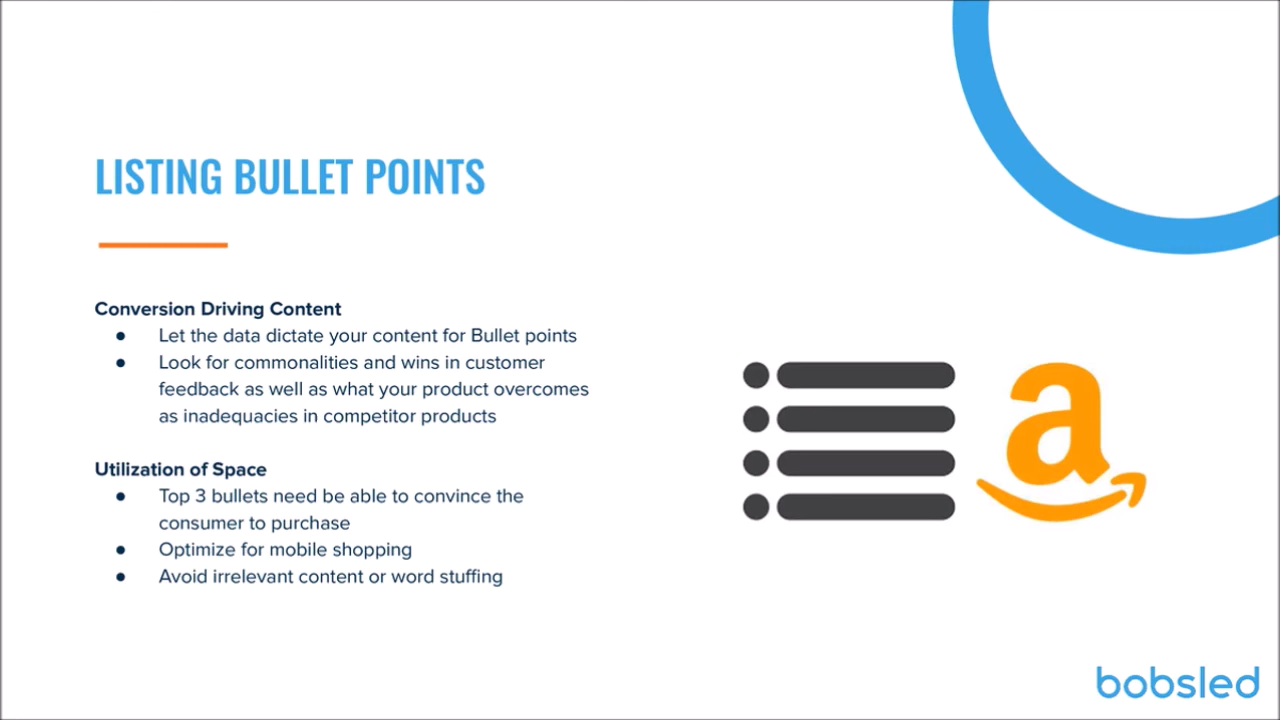 LISTING BULLET POINTS
Conversion Driving Content
● Let the data dictate your content for Bullet points
● Look for commonalities and wins in customer
feedback as well as what your product overcomes
as inadequacies in competitor products
Utilization of Space
● Top 3 bullets need be able to convince the
consumer to purchase
● Optimize for mobile shopping
● Avoid irrelevant content or word stuffing
a
bobsled